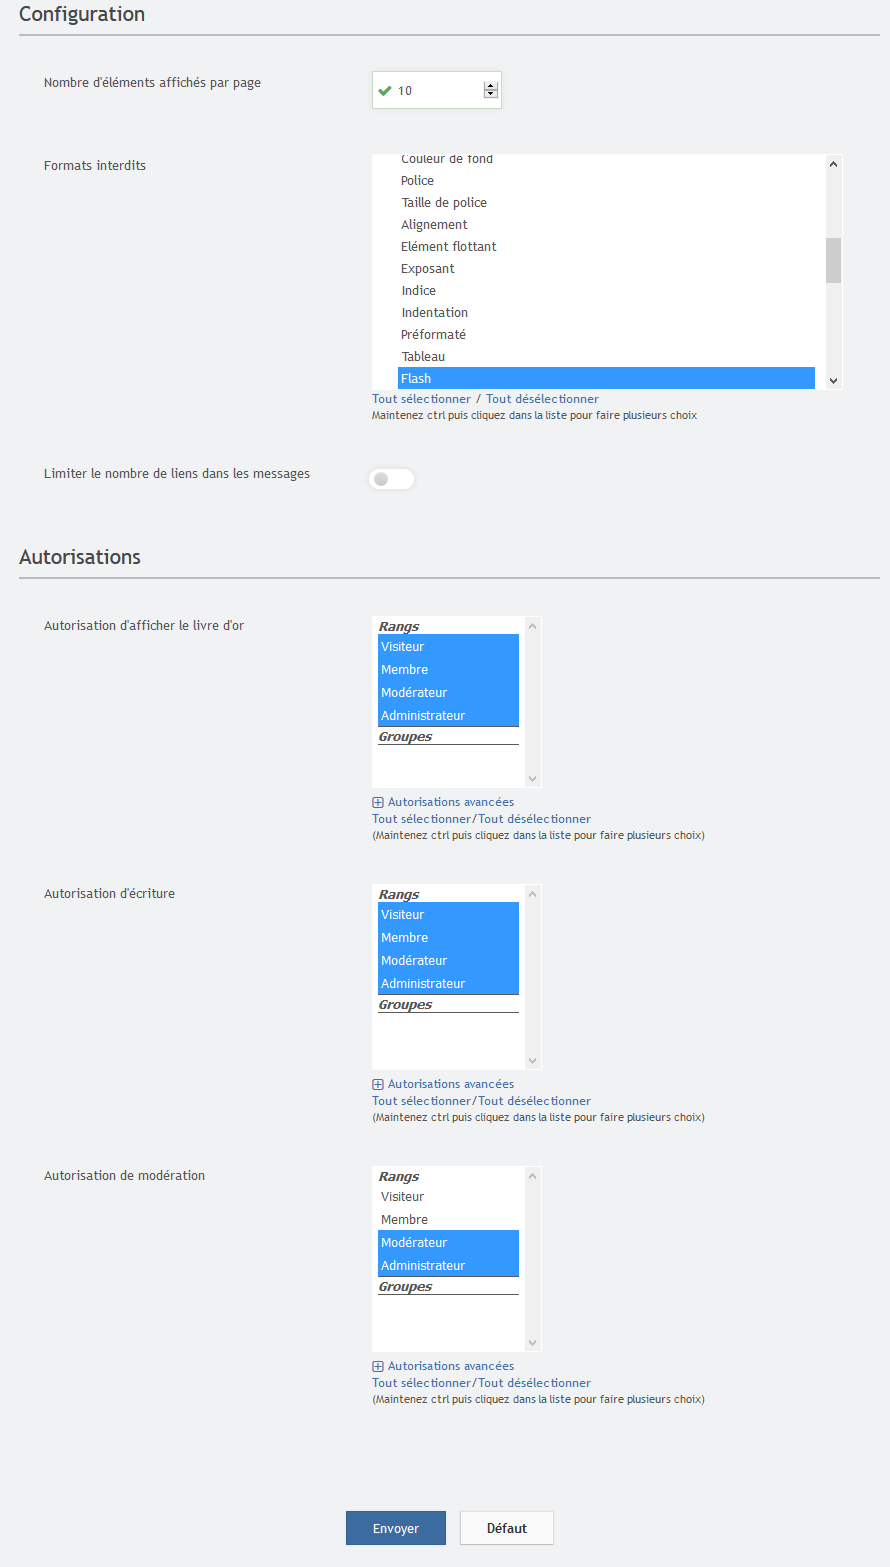 Configuration
Nombre d'éléments affichés par page
10
Formats interdits
Couleur de fond
Police
Taille de police
Alignement
Elément flottant
Exposant
Indice
Indentation
Préformaté
Tableau
Flash
Tout sélectionner / Tout désélectionner
Maintenez ctrl puis cliquez dans la liste pour faire plusieurs choix
Limiter le nombre de liens dans les messages
Autorisations
Autorisation d'afficher le livre d'or
Rangs
Visiteur
Membre
Modérateur
Administrateur
Groupes
Autorisations avancées
Tout sélectionner/Tout désélectionner
(Maintenez ctrl puis cliquez dans la liste pour faire plusieurs choix)
Autorisation d'écriture
Rangs
Visiteur
Membre
Modérateur
Administrateur
Groupes
Autorisations avancées
Tout sélectionner/Tout désélectionner
(Maintenez ctrl puis cliquez dans la liste pour faire plusieurs choix)
Autorisation de modération
Rangs
Visiteur
Membre
Modérateur
Administrateur
Groupes
Autorisations avancées
Tout sélectionner/Tout désélectionner
(Maintenez ctrl puis cliquez dans la liste pour faire plusieurs choix)
Envoyer Défaut